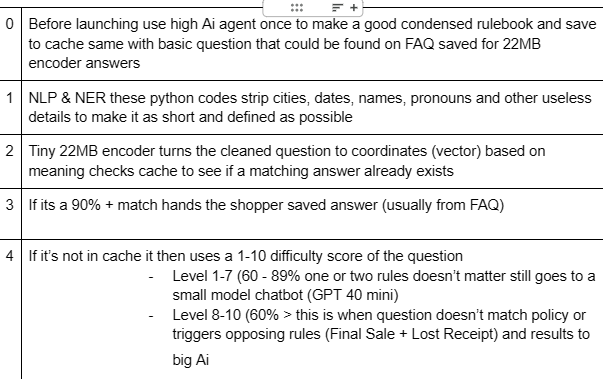 0 Before launching use high Ai agent once to make a good condensed rulebook and save
to cache same with basic question that could be found on FAQ saved for 22MB
encoder answers
1 NLP & NER these python codes strip cities, dates, names, pronouns and other useless
details to make it as short and defined as possible
2 Tiny 22MB encoder turns the cleaned question to coordinates (vector) based on
meaning checks cache to see if a matching answer already exists
3 If its a 90% + match hands the shopper saved answer (usually from FAQ)
4 If it's not in cache it then uses a 1-10 difficulty score of the question
- Level 1-7 (60 - 89% one or two rules doesn't matter still goes to a
small model chatbot (GPT 40 mini)
- Level 8-10 (60% > this is when question doesn't match policy or
triggers opposing rules (Final Sale + Lost Receipt) and results to
big Ai